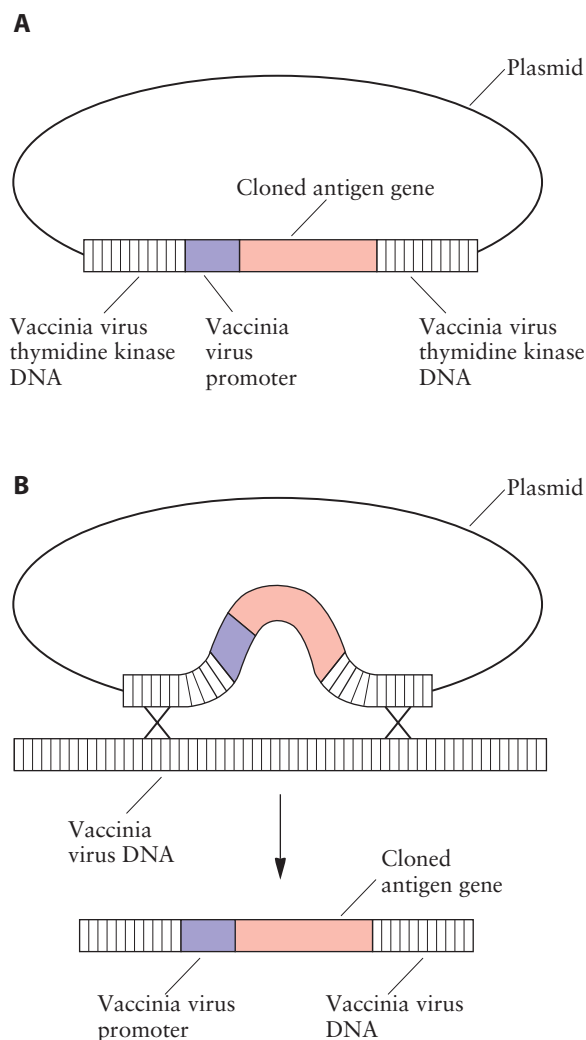 A
Plasmid
Cloned antigen gene
Vaccinia virus
thymidine kinase
DNA
Vaccinia
virus
promoter
Vaccinia virus
thymidine kinase
DNA
B
Plasmid
Vaccinia
virus DNA
Cloned
antigen gene
Vaccinia virus
promoter
Vaccinia virus
DNA